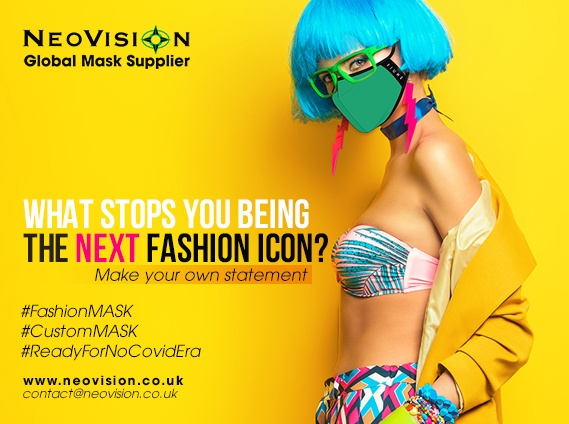 NEOVISION
Global Mask Supplier
WHAT STOPS YOU BEING
THE NEXT FASHION ICON?
Make your own statement
#FashionMASK
#CustomMASK
#ReadyForNoCovidEra
www.neovision.co.uk
contact@neovision.co.uk